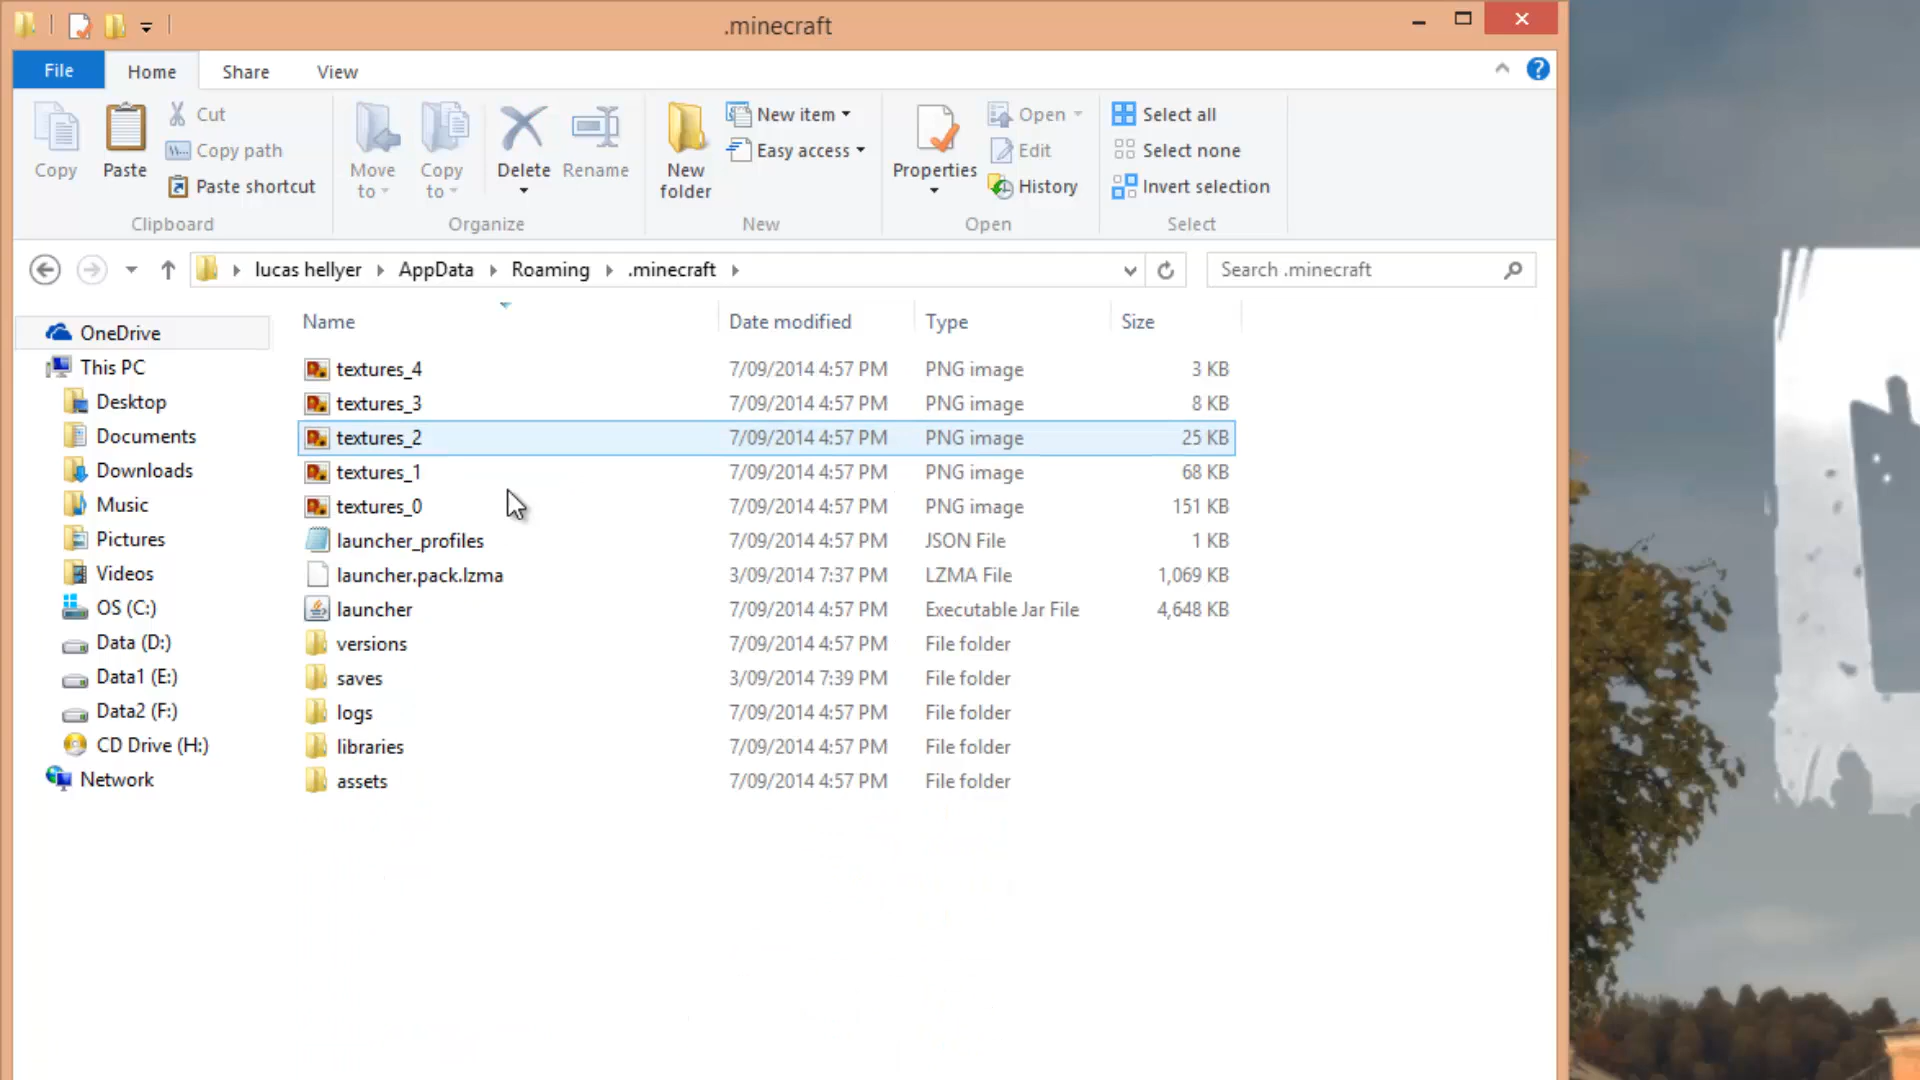 .minecraft
File Home Share View
Copy
Paste
Cut
Copy path
Paste shortcut
Clipboard
Move to
Copy to
Delete
Rename
Organize
New folder
New item
Easy access
New
Properties
Open
Edit
History
Open
Select all
Select none
Invert selection
Select
lucas hellyer AppData Roaming .minecraft
Search .minecraft
OneDrive
This PC
Desktop
Documents
Downloads
Music
Pictures
Videos
OS (C:)
Data (D:)
Data1 (E:)
Data2 (F:)
CD Drive (H:)
Network
Name Date modified Type Size
textures_4 7/09/2014 4:57 PM PNG image 3 KB
textures_3 7/09/2014 4:57 PM PNG image 8 KB
textures_2 7/09/2014 4:57 PM PNG image 25 KB
textures_1 7/09/2014 4:57 PM PNG image 68 KB
textures_0 7/09/2014 4:57 PM PNG image 151 KB
launcher_profiles 7/09/2014 4:57 PM JSON File 1 KB
launcher.pack.lzma 3/09/2014 7:37 PM LZMA File 1,069 KB
launcher 7/09/2014 4:57 PM Executable Jar File 4,648 KB
versions 7/09/2014 4:57 PM File folder
saves 3/09/2014 7:39 PM File folder
logs 7/09/2014 4:57 PM File folder
libraries 7/09/2014 4:57 PM File folder
assets 7/09/2014 4:57 PM File folder